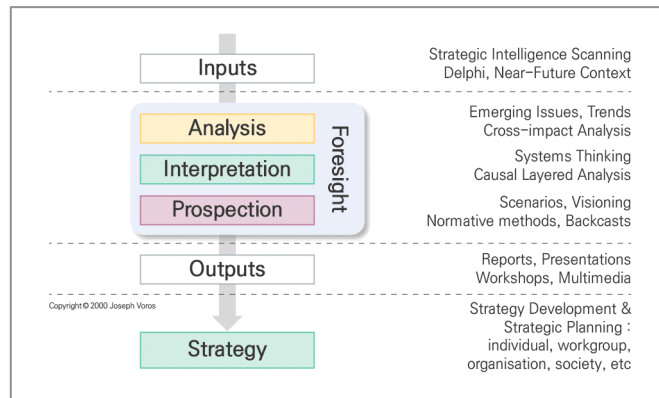 Inputs
Strategic Intelligence Scanning
Delphi, Near-Future Context
Foresight
Analysis
Emerging Issues, Trends
Cross-impact Analysis
Interpretation
Systems Thinking
Causal Layered Analysis
Prospection
Scenarios, Visioning
Normative methods, Backcasts
Outputs
Reports, Presentations
Workshops, Multimedia
Copyright © 2000 Joseph Voros
Strategy
Strategy Development &
Strategic Planning :
individual, workgroup,
organisation, society, etc